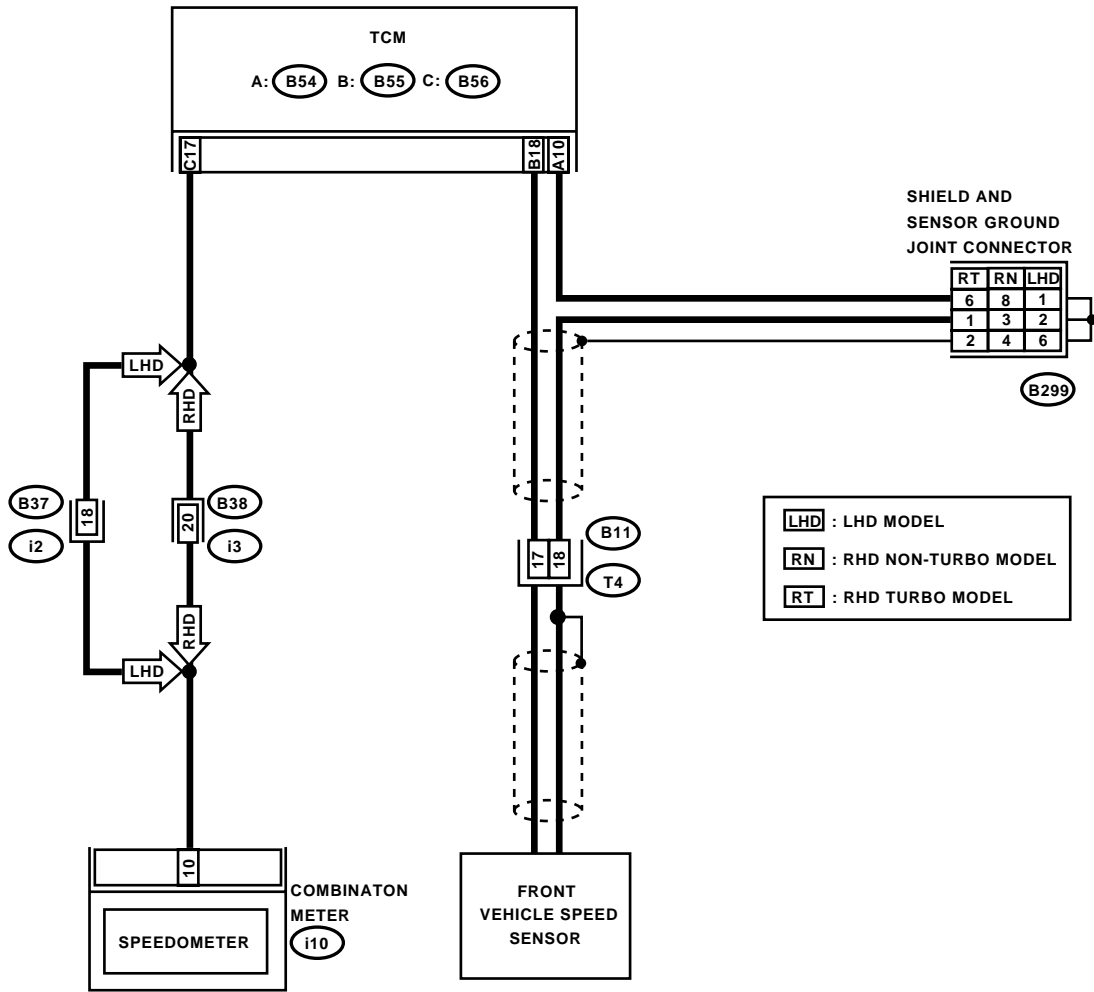 TCM
A: B54 B: B55 C: B56
C17
B18
A10
SHIELD AND
SENSOR GROUND
JOINT CONNECTOR
RT RN LHD
6 8 1
1 3 2
2 4 6
B299
LHD
RHD
B37
18
i2
20
B38
i3
RHD
LHD
B11
17 18
T4
LHD : LHD MODEL
RN : RHD NON-TURBO MODEL
RT : RHD TURBO MODEL
10
COMBINATON
METER
i10
SPEEDOMETER
FRONT
VEHICLE SPEED
SENSOR